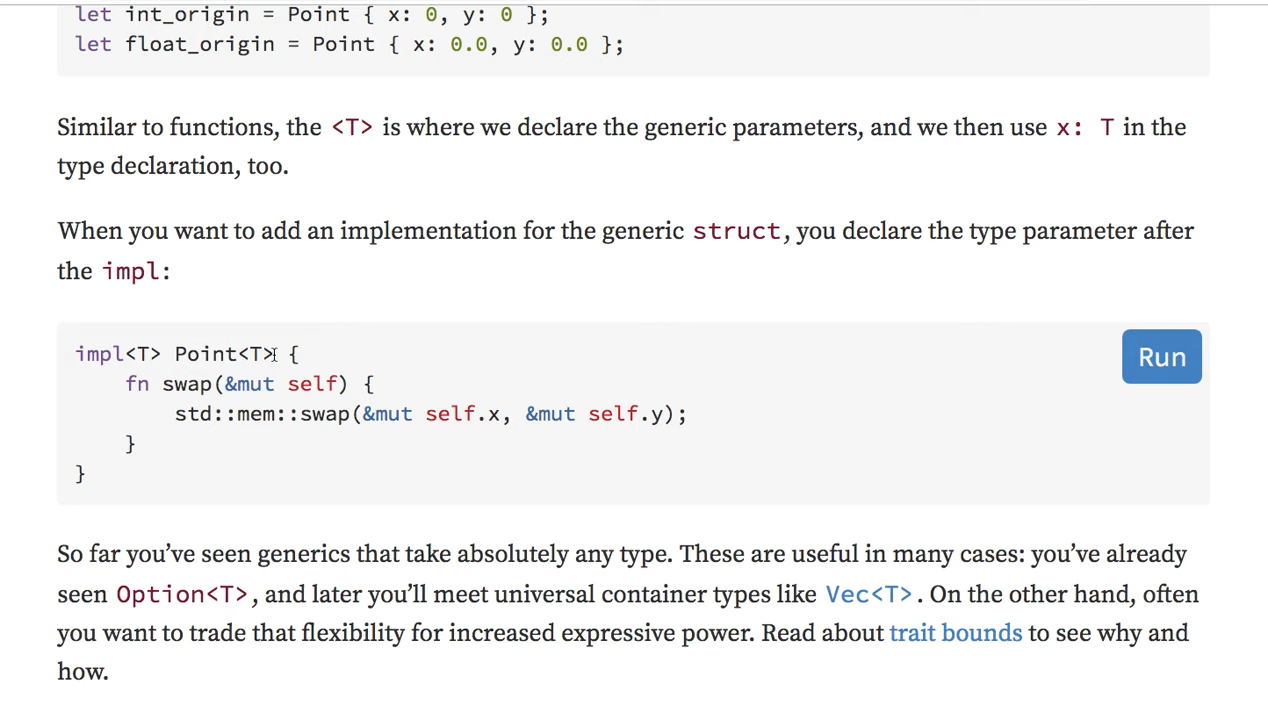 let int_origin = Point { x: 0, y: 0 };
let float_origin = Point { x: 0.0, y: 0.0 };
Similar to functions, the <T> is where we declare the generic parameters, and we then use x: T in the
type declaration, too.
When you want to add an implementation for the generic struct, you declare the type parameter after
the impl:
impl<T> Point<T> {
    fn swap(&mut self) {
        std::mem::swap(&mut self.x, &mut self.y);
    }
}
Run
So far you’ve seen generics that take absolutely any type. These are useful in many cases: you’ve already
seen Option<T>, and later you’ll meet universal container types like Vec<T>. On the other hand, often
you want to trade that flexibility for increased expressive power. Read about trait bounds to see why and
how.